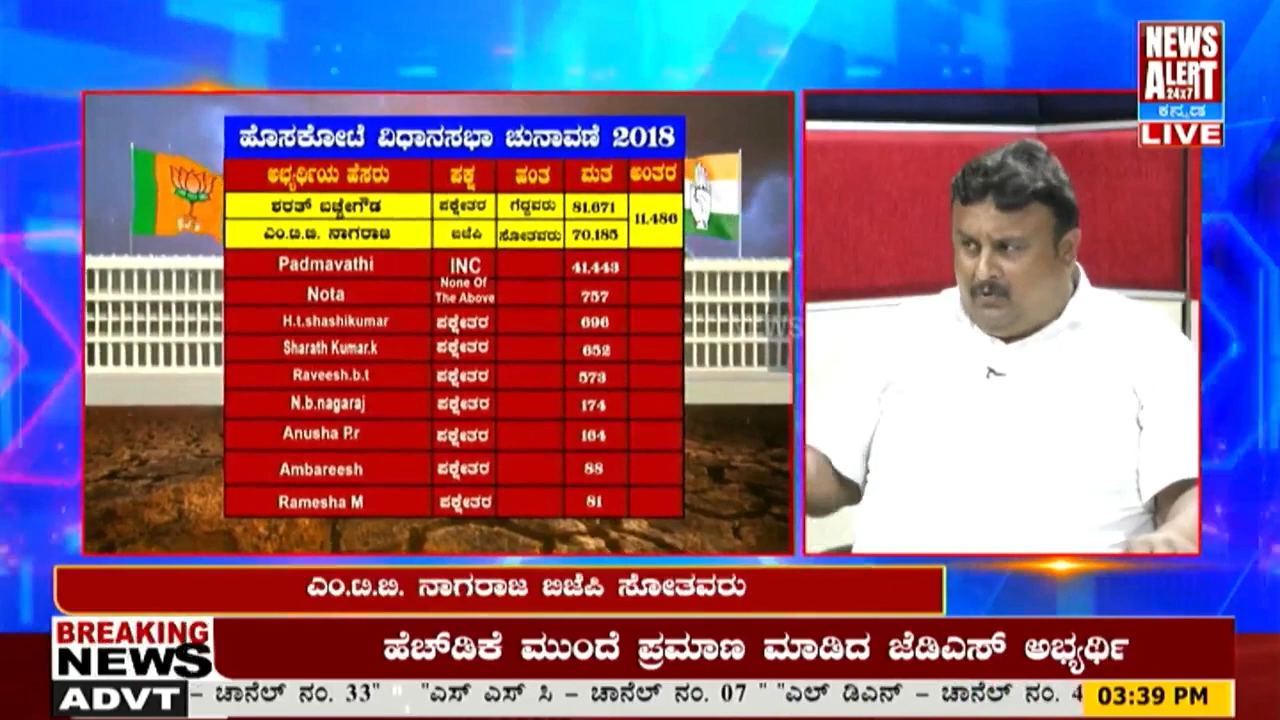 NEWS
ALERT
24x7
ಕನ್ನಡ
LIVE
ಹೊಸಕೋಟೆ ವಿಧಾನಸಭಾ ಚುನಾವಣೆ 2018
ಅಭ್ಯರ್ಥಿಯ ಹೆಸರು ಪಕ್ಷ ಹಂತ ಮತ ಅಂತರ
ಶರತ್ ಬಚ್ಚೇಗೌಡ ಪಕ್ಷೇತರ ಗೆದ್ದವರು 81,671 11,486
ಎಂ.ಟಿ.ಬಿ. ನಾಗರಾಜ ಬಿಜೆಪಿ ಸೋತವರು 70,185
Padmavathi INC 41,443
Nota None Of The Above 757
H.t.shashikumar ಪಕ್ಷೇತರ 696
Sharath Kumar.k ಪಕ್ಷೇತರ 652
Raveesh.b.t ಪಕ್ಷೇತರ 573
N.b.nagaraj ಪಕ್ಷೇತರ 174
Anusha P.r ಪಕ್ಷೇತರ 164
Ambareesh ಪಕ್ಷೇತರ 88
Ramesha M ಪಕ್ಷೇತರ 81
ಎಂ.ಟಿ.ಬಿ. ನಾಗರಾಜ ಬಿಜೆಪಿ ಸೋತವರು
BREAKING
NEWS
ಹೆಚ್‌ಡಿಕೆ ಮುಂದೆ ಪ್ರಮಾಣ ಮಾಡಿದ ಜೆಡಿಎಸ್ ಅಭ್ಯರ್ಥಿ
ADVT – ಚಾನೆಲ್ ನಂ. 33" "ಎಸ್ ಎಸ್ ಸಿ – ಚಾನೆಲ್ ನಂ. 07 " "ಎಲ್ ಡಿಎನ್ – ಚಾನೆಲ್ ನಂ. 4 03:39 PM